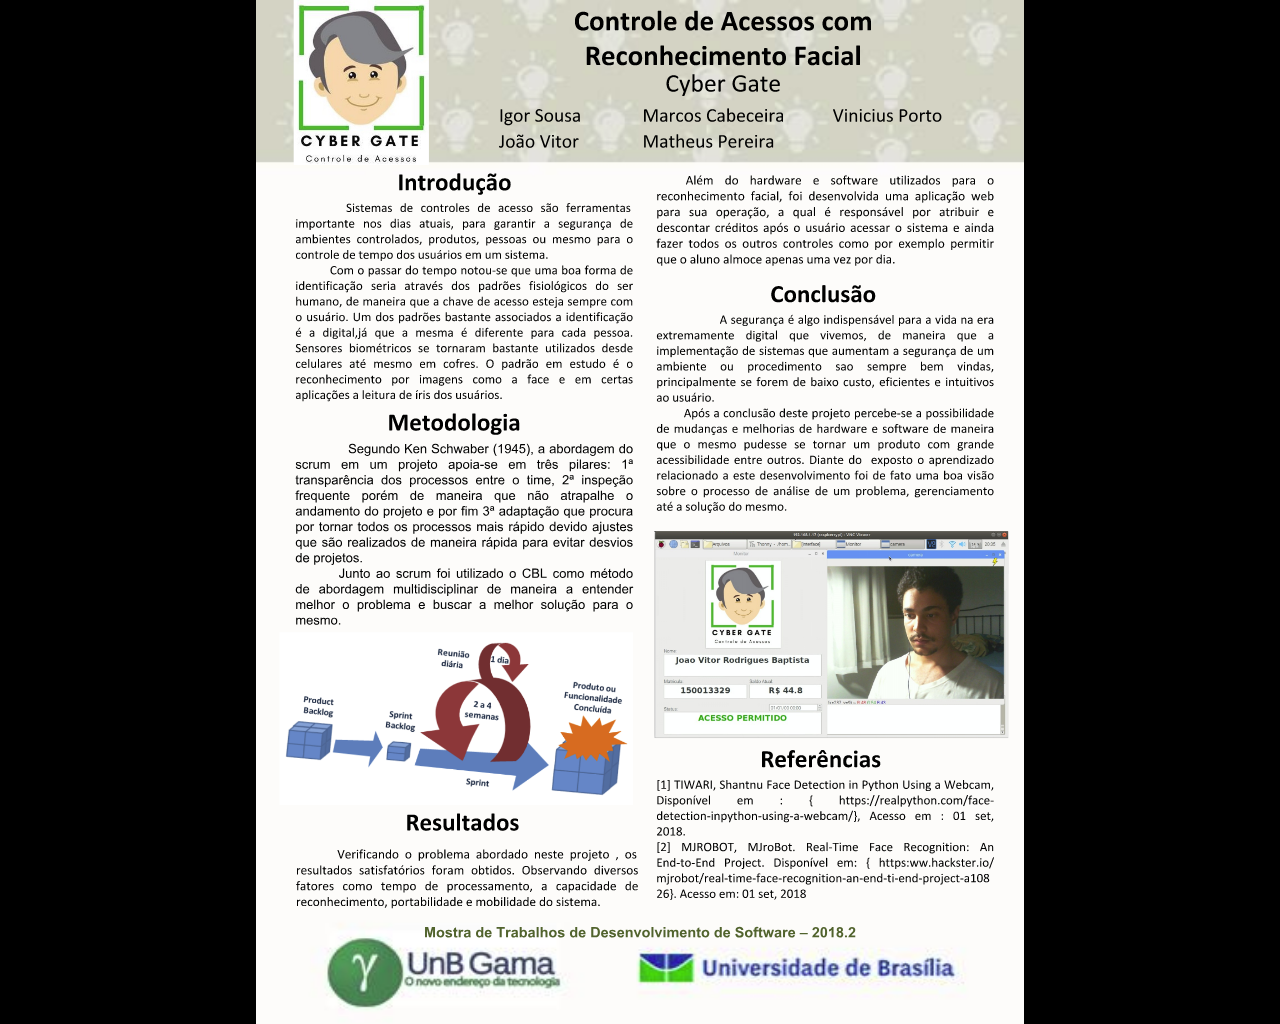 Controle de Acessos com
Reconhecimento Facial
Cyber Gate
Igor Sousa Marcos Cabeceira Vinicius Porto
João Vitor Matheus Pereira
CYBER GATE
Controle de Acessos
Introdução
Sistemas de controles de acesso são ferramentas
importante nos dias atuais, para garantir a segurança de
ambientes controlados, produtos, pessoas ou mesmo para o
controle de tempo dos usuários em um sistema.
Com o passar do tempo notou-se que uma boa forma de
identificação seria através dos padrões fisiológicos do ser
humano, de maneira que a chave de acesso esteja sempre com
o usuário. Um dos padrões bastante associados a identificação
é a digital,já que a mesma é diferente para cada pessoa.
Sensores biométricos se tornaram bastante utilizados desde
celulares até mesmo em cofres. O padrão em estudo é o
reconhecimento por imagens como a face e em certas
aplicações a leitura de íris dos usuários.
Metodologia
Segundo Ken Schwaber (1945), a abordagem do
scrum em um projeto apoia-se em três pilares: 1ª
transparência dos processos entre o time, 2ª inspeção
frequente porém de maneira que não atrapalhe o
andamento do projeto e por fim 3ª adaptação que procura
por tornar todos os processos mais rápido devido ajustes
que são realizados de maneira rápida para evitar desvios
de projetos.
Junto ao scrum foi utilizado o CBL como método
de abordagem multidisciplinar de maneira a entender
melhor o problema e buscar a melhor solução para o
mesmo.
Product
Backlog
Sprint
Backlog
Reunião
diária
1 dia
2 a 4
semanas
Sprint
Produto ou
Funcionalidade
Concluída
Resultados
Verificando o problema abordado neste projeto , os
resultados satisfatórios foram obtidos. Observando diversos
fatores como tempo de processamento, a capacidade de
reconhecimento, portabilidade e mobilidade do sistema.
Além do hardware e software utilizados para o
reconhecimento facial, foi desenvolvida uma aplicação web
para sua operação, a qual é responsável por atribuir e
descontar créditos após o usuário acessar o sistema e ainda
fazer todos os outros controles como por exemplo permitir
que o aluno almoce apenas uma vez por dia.
Conclusão
A segurança é algo indispensável para a vida na era
extremamente digital que vivemos, de maneira que a
implementação de sistemas que aumentam a segurança de um
ambiente ou procedimento sao sempre bem vindas,
principalmente se forem de baixo custo, eficientes e intuitivos
ao usuário.
Após a conclusão deste projeto percebe-se a possibilidade
de mudanças e melhorias de hardware e software de maneira
que o mesmo pudesse se tornar um produto com grande
acessibilidade entre outros. Diante do exposto o aprendizado
relacionado a este desenvolvimento foi de fato uma boa visão
sobre o processo de análise de um problema, gerenciamento
até a solução do mesmo.
Monitor
camera
CYBER GATE
Controle de Acessos
Nome
Joao Vitor Rodrigues Baptista
Matricula
Saldo Atual
150013329
R$ 44.8
Status
ACESSO PERMITIDO
Referências
[1] TIWARI, Shantnu Face Detection in Python Using a Webcam,
Disponível em : { https://realpython.com/face-
detection-inpython-using-a-webcam/}, Acesso em : 01 set,
2018.
[2] MJROBOT, MJroBot. Real-Time Face Recognition: An
End-to-End Project. Disponível em: { https:ww.hackster.io/
mjrobot/real-time-face-recognition-an-end-ti-end-project-a108
26}. Acesso em: 01 set, 2018
Mostra de Trabalhos de Desenvolvimento de Software – 2018.2
UnB Gama
O novo endereço da tecnologia
Universidade de Brasília